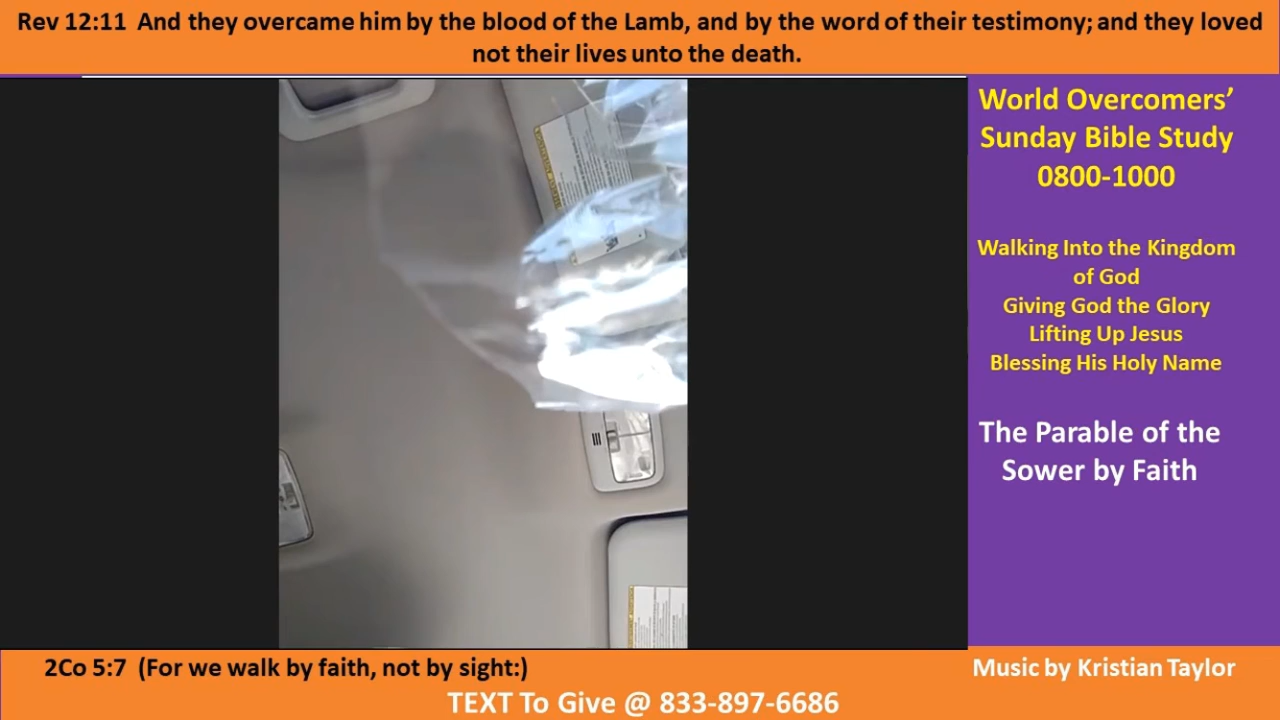 Rev 12:11 And they overcame him by the blood of the Lamb, and by the word of their testimony; and they loved
not their lives unto the death.
World Overcomers’
Sunday Bible Study
0800-1000
Walking Into the Kingdom
of God
Giving God the Glory
Lifting Up Jesus
Blessing His Holy Name
The Parable of the
Sower by Faith
2Co 5:7 (For we walk by faith, not by sight:)
Music by Kristian Taylor
TEXT To Give @ 833-897-6686